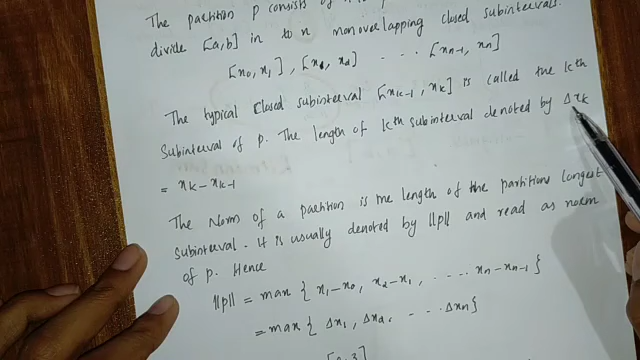 The partition P consists of
divide [a,b] in to n nonoverlapping closed subintervals.
[x0, x1], [x1, x2] ---- [xn-1, xn]
The typical closed subinterval [xk-1, xk] is called the kth
subinterval of p. The length of kth subinterval denoted by Δxk
= xk - xk-1
The Norm of a partition is the length of the partitions longest
subinterval. It is usually denoted by ||p|| and read as norm
of p. Hence
||p|| = max { x1-x0, x2-x1, ..... xn-xn-1 }
= max { Δx1, Δx2, ---- Δxn }